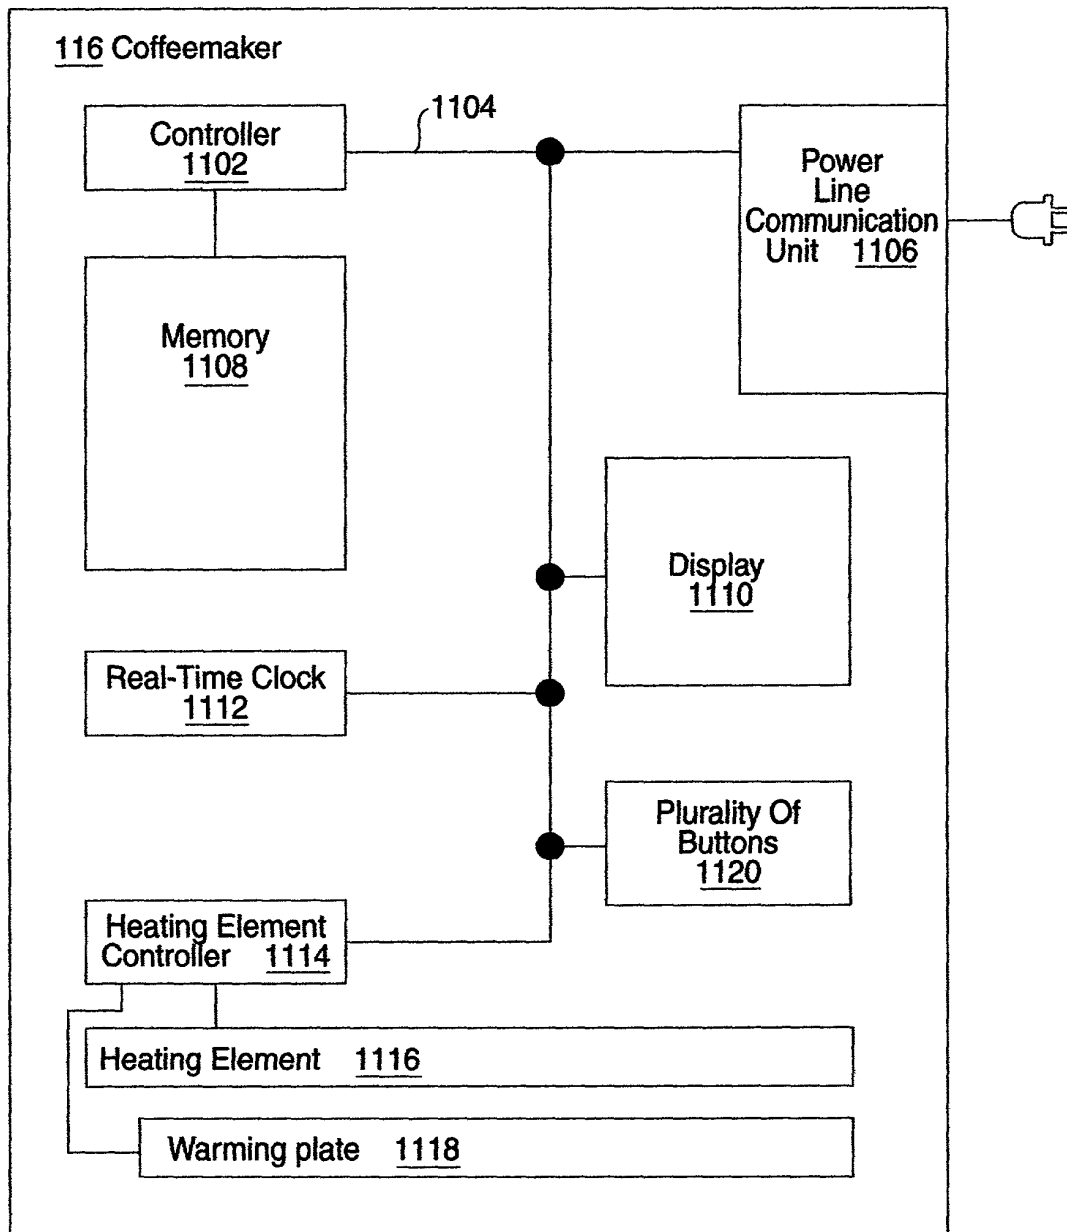 116 Coffeemaker
1104
Controller
1102
Power
Line
Communication
Unit 1106
Memory
1108
Display
1110
Real-Time Clock
1112
Plurality Of
Buttons
1120
Heating Element
Controller 1114
Heating Element 1116
Warming plate 1118